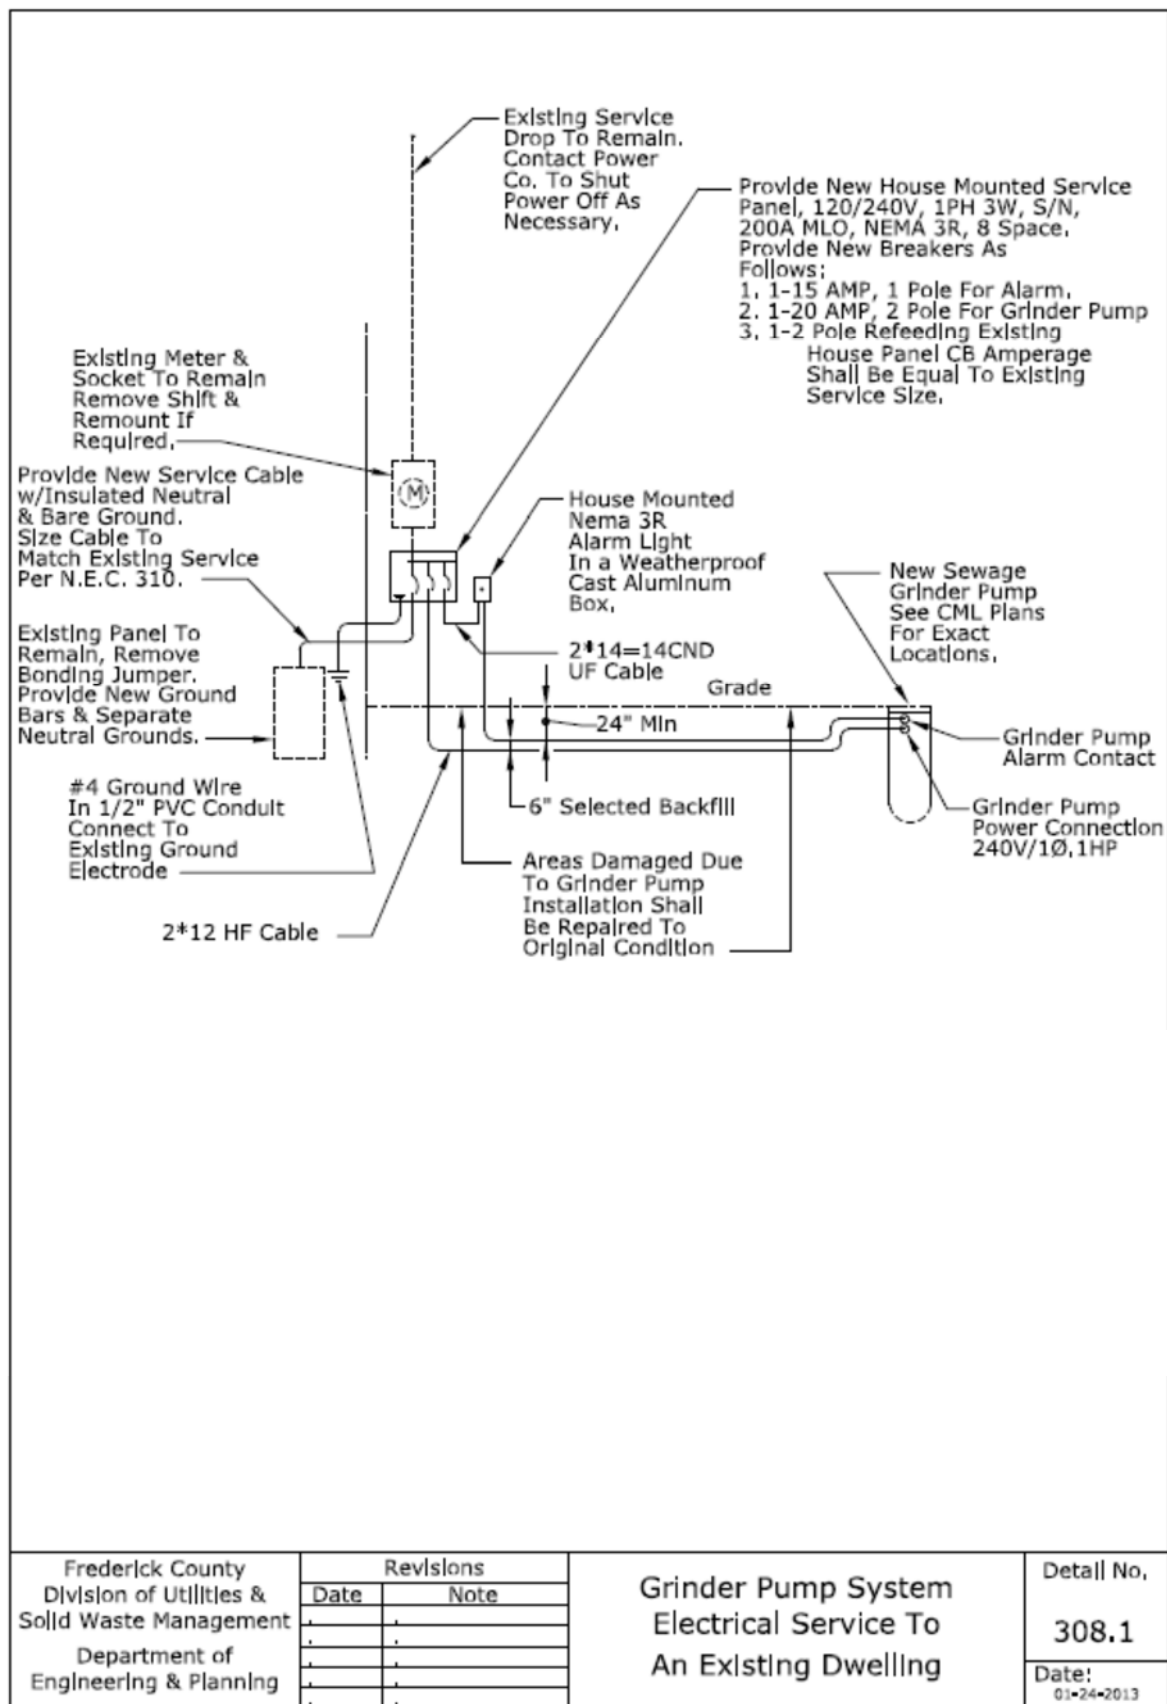 Existing Service
Drop To Remain.
Contact Power
Co. To Shut
Power Off As
Necessary.
Provide New House Mounted Service
Panel, 120/240V, 1PH 3W, S/N,
200A MLO, NEMA 3R, 8 Space.
Provide New Breakers As
Follows:
1. 1-15 AMP, 1 Pole For Alarm.
2. 1-20 AMP, 2 Pole For Grinder Pump
3. 1-2 Pole Refeeding Existing
House Panel CB Amperage
Shall Be Equal To Existing
Service Size.
Existing Meter &
Socket To Remain
Remove Shift &
Remount If
Required.
M
Provide New Service Cable
w/Insulated Neutral
& Bare Ground.
Size Cable To
Match Existing Service
Per N.E.C. 310.
House Mounted
Nema 3R
Alarm Light
In a Weatherproof
Cast Aluminum
Box.
New Sewage
Grinder Pump
See CML Plans
For Exact
Locations.
Existing Panel To
Remain, Remove
Bonding Jumper.
Provide New Ground
Bars & Separate
Neutral Grounds.
2*14=14CND
UF Cable
Grade
24" Min
Grinder Pump
Alarm Contact
#4 Ground Wire
In 1/2" PVC Conduit
Connect To
Existing Ground
Electrode
6" Selected Backfill
Grinder Pump
Power Connection
240V/1Ø,1HP
Areas Damaged Due
To Grinder Pump
Installation Shall
Be Repaired To
Original Condition
2*12 HF Cable
Frederick County
Division of Utilities &
Solid Waste Management
Department of
Engineering & Planning
Revisions
Date Note
Grinder Pump System
Electrical Service To
An Existing Dwelling
Detail No.
308.1
Date:
01-24-2013